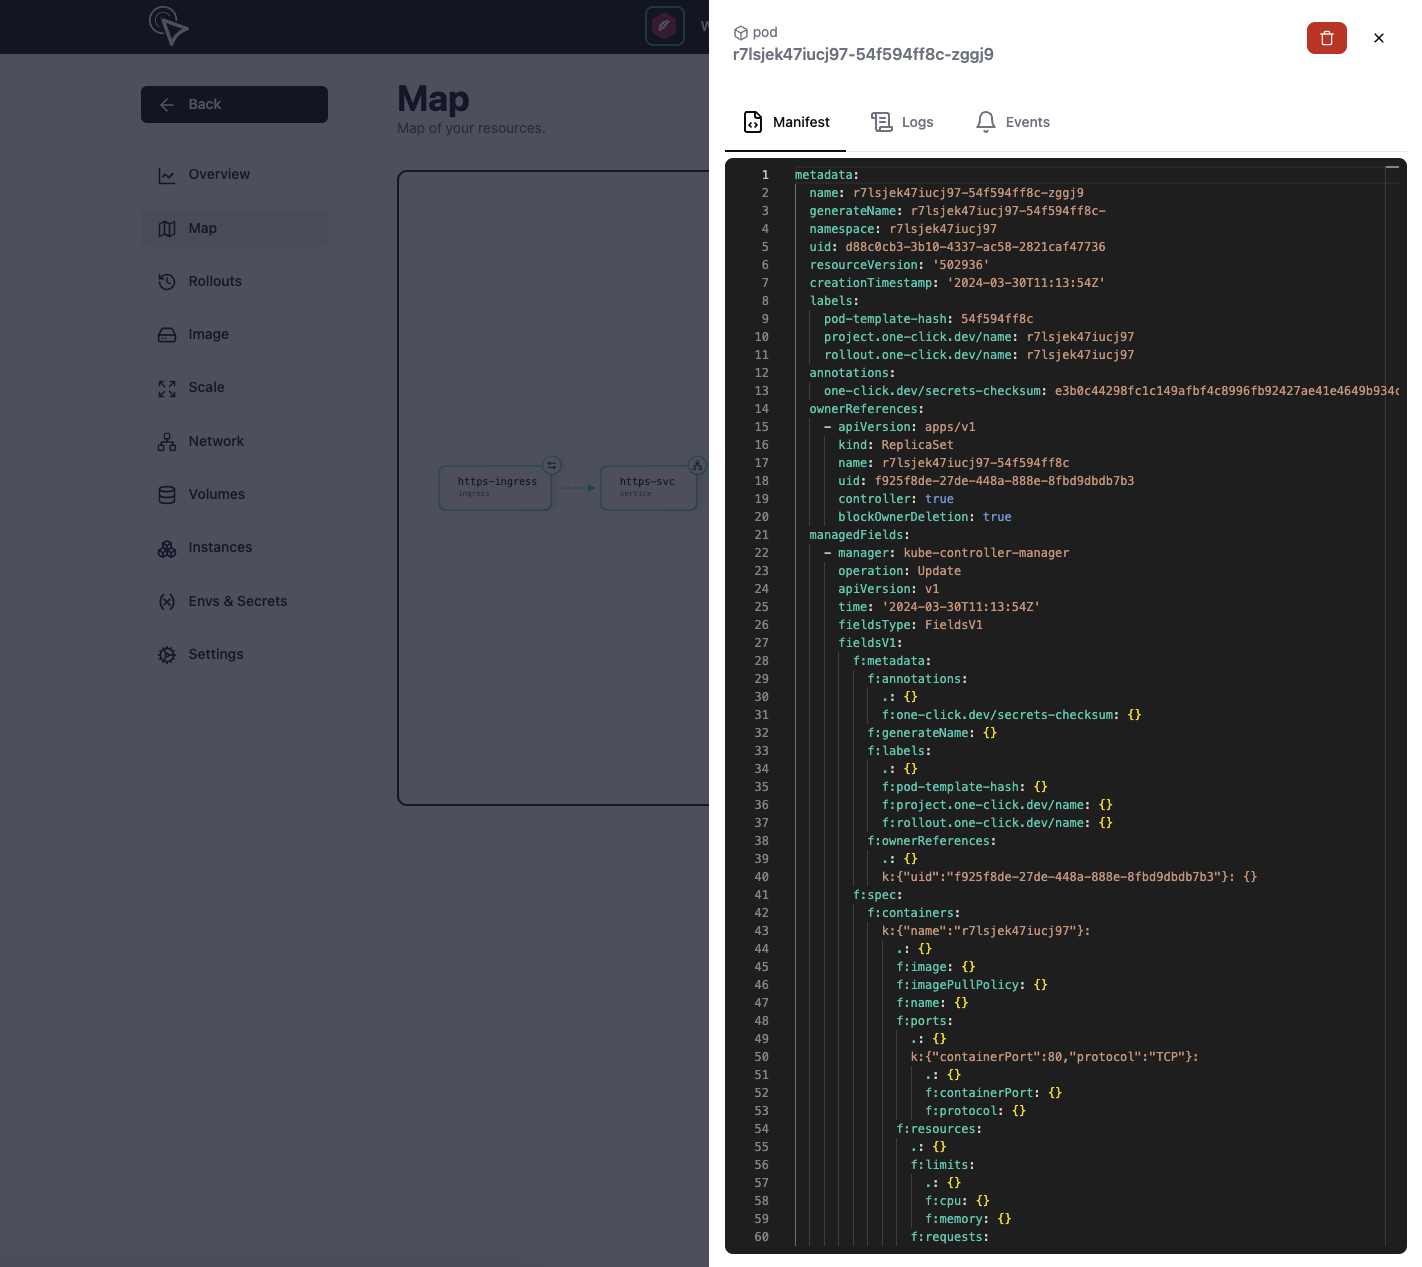 pod
r7lsjek47iucj97-54f594ff8c-zggj9
Back
Map
Map of your resources.
Manifest
Logs
Events
Overview
Map
Rollouts
Image
Scale
Network
Volumes
Instances
Envs & Secrets
Settings
https-ingress
ingress
https-svc
service
1 metadata:
2 name: r7lsjek47iucj97-54f594ff8c-zggj9
3 generateName: r7lsjek47iucj97-54f594ff8c-
4 namespace: r7lsjek47iucj97
5 uid: d88c0cb3-3b10-4337-ac58-2821caf47736
6 resourceVersion: '502936'
7 creationTimestamp: '2024-03-30T11:13:54Z'
8 labels:
9 pod-template-hash: 54f594ff8c
10 project.one-click.dev/name: r7lsjek47iucj97
11 rollout.one-click.dev/name: r7lsjek47iucj97
12 annotations:
13 one-click.dev/secrets-checksum: e3b0c44298fc1c149afbf4c8996fb92427ae41e4649b934c
14 ownerReferences:
15 - apiVersion: apps/v1
16 kind: ReplicaSet
17 name: r7lsjek47iucj97-54f594ff8c
18 uid: f925f8de-27de-448a-888e-8fbd9dbdb7b3
19 controller: true
20 blockOwnerDeletion: true
21 managedFields:
22 - manager: kube-controller-manager
23 operation: Update
24 apiVersion: v1
25 time: '2024-03-30T11:13:54Z'
26 fieldsType: FieldsV1
27 fieldsV1:
28 f:metadata:
29 f:annotations:
30 .: {}
31 f:one-click.dev/secrets-checksum: {}
32 f:generateName: {}
33 f:labels:
34 .: {}
35 f:pod-template-hash: {}
36 f:project.one-click.dev/name: {}
37 f:rollout.one-click.dev/name: {}
38 f:ownerReferences:
39 .: {}
40 k:{"uid":"f925f8de-27de-448a-888e-8fbd9dbdb7b3"}: {}
41 f:spec:
42 f:containers:
43 k:{"name":"r7lsjek47iucj97"}:
44 .: {}
45 f:image: {}
46 f:imagePullPolicy: {}
47 f:name: {}
48 f:ports:
49 .: {}
50 k:{"containerPort":80,"protocol":"TCP"}:
51 .: {}
52 f:containerPort: {}
53 f:protocol: {}
54 f:resources:
55 .: {}
56 f:limits:
57 .: {}
58 f:cpu: {}
59 f:memory: {}
60 f:requests: